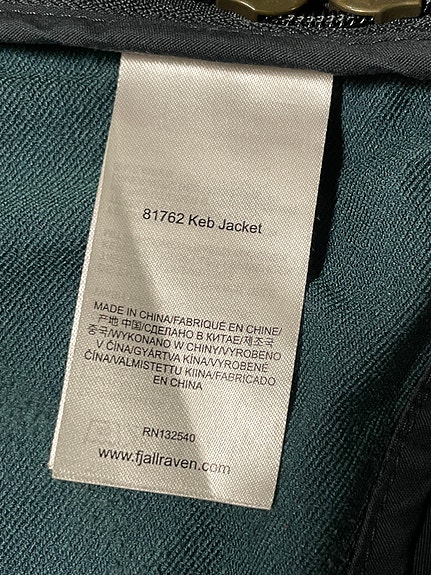 81762 Keb Jacket
MADE IN CHINA/FABRIQUÉ EN CHINE/
产地 中国/СДЕЛАНО В КИТАЕ/제조국
중국/WYKONANO W CHINY/VYROBENO
V ČÍNA/GYÁRTVA KÍNA/VYROBENÉ
ČÍNA/VALMISTETTU KIINA/FABRICADO
EN CHINA
RN132540
www.fjallraven.com